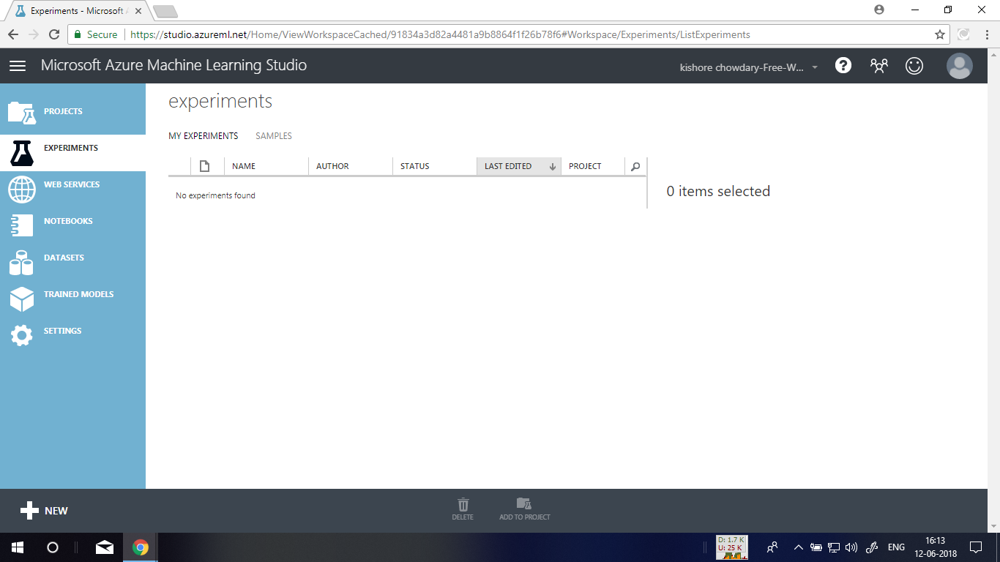 Experiments - Microsoft A
Secure https://studio.azureml.net/Home/ViewWorkspaceCached/91834a3d82a4481a9b8864f1f26b78f6#Workspace/Experiments/ListExperiments
Microsoft Azure Machine Learning Studio
kishore chowdary-Free-W...
PROJECTS
EXPERIMENTS
WEB SERVICES
NOTEBOOKS
DATASETS
TRAINED MODELS
SETTINGS
experiments
MY EXPERIMENTS SAMPLES
NAME AUTHOR STATUS LAST EDITED PROJECT
No experiments found
0 items selected
NEW
DELETE
ADD TO PROJECT
D: 1.7 K
U: 25 K
ENG
16:13
12-06-2018